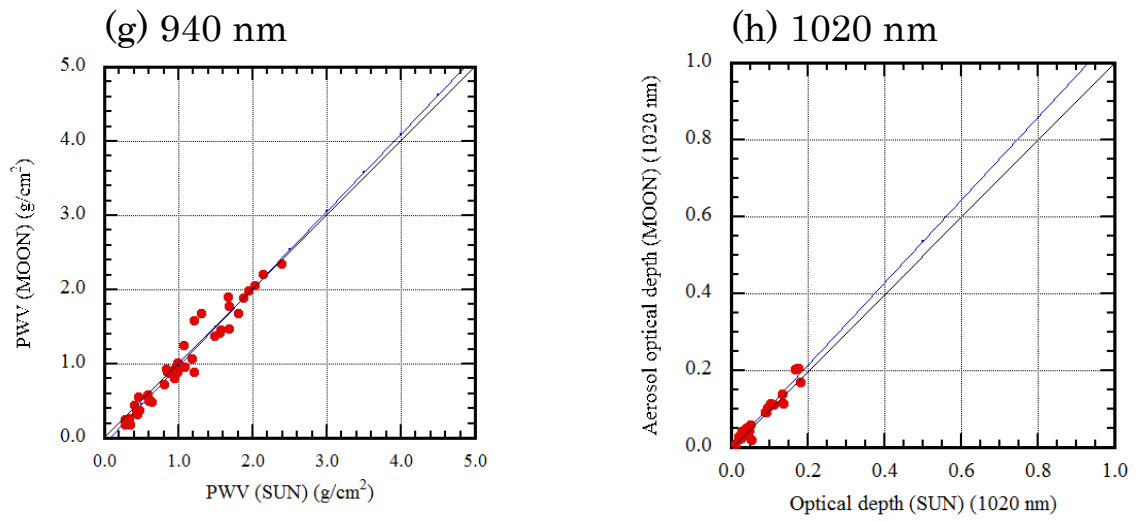 (g) 940 nm
5.0
4.0
3.0
2.0
1.0
0.0
0.0 1.0 2.0 3.0 4.0 5.0
PWV (MOON) (g/cm²)
PWV (SUN) (g/cm²)
(h) 1020 nm
1.0
0.8
0.6
0.4
0.2
0.0
0.0 0.2 0.4 0.6 0.8 1.0
Aerosol optical depth (MOON) (1020 nm)
Optical depth (SUN) (1020 nm)